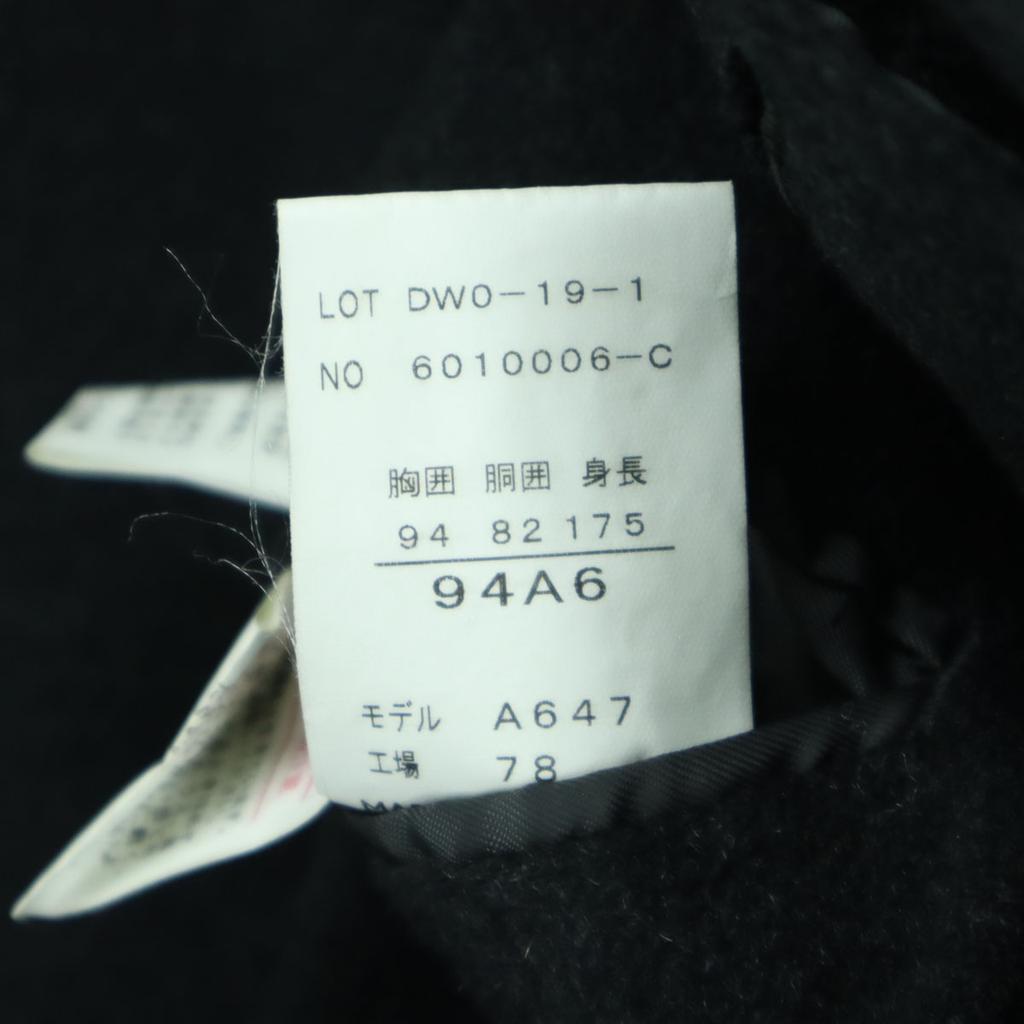 LOT DWO-19-1
NO 6010006-C
胸囲 胴囲 身長
94 82 175
94A6
モデル A647
工場 78